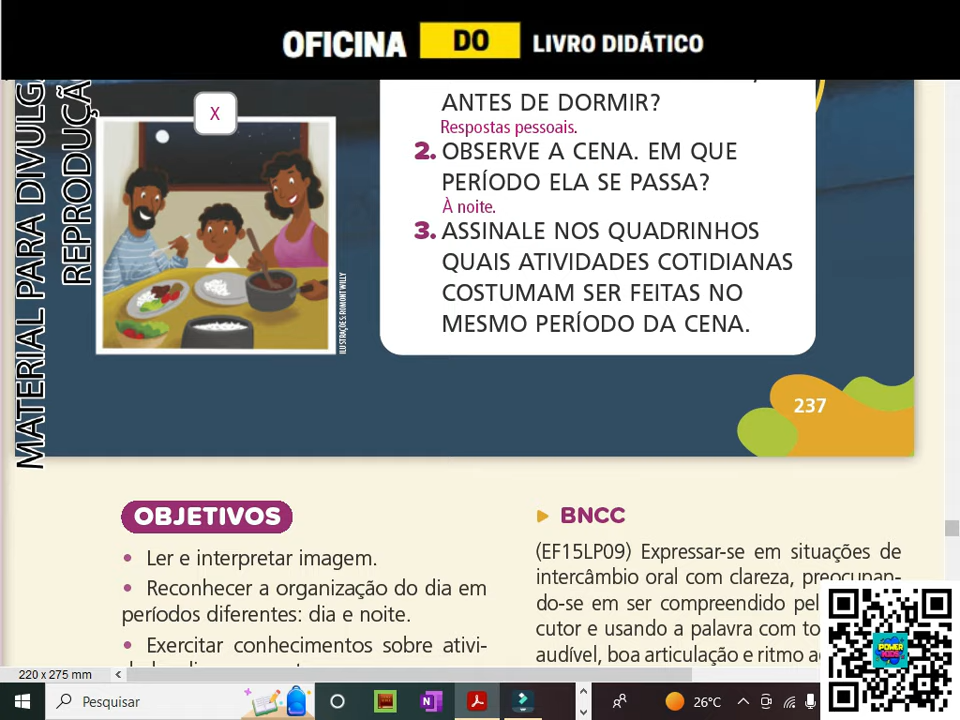 OFICINA DO LIVRO DIDÁTICO
MATERIAL PARA DIVULG
REPRODUÇÃ
X
ILUSTRAÇÕES: ROMONT WILLY
ANTES DE DORMIR?
Respostas pessoais.
2. OBSERVE A CENA. EM QUE
PERÍODO ELA SE PASSA?
À noite.
3. ASSINALE NOS QUADRINHOS
QUAIS ATIVIDADES COTIDIANAS
COSTUMAM SER FEITAS NO
MESMO PERÍODO DA CENA.
237
OBJETIVOS
• Ler e interpretar imagem.
• Reconhecer a organização do dia em
períodos diferentes: dia e noite.
• Exercitar conhecimentos sobre ativi-
BNCC
(EF15LP09) Expressar-se em situações de
intercâmbio oral com clareza, preocupan-
do-se em ser compreendido pel
cutor e usando a palavra com to
audível, boa articulação e ritmo a
POWER KIDS
220 x 275 mm
Pesquisar
26°C